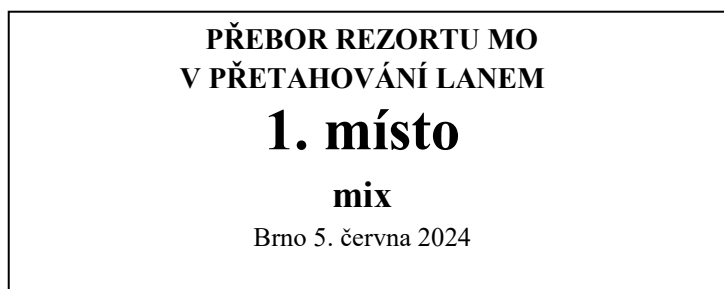 PŘEBOR REZORTU MO
V PŘETAHOVÁNÍ LANEM
1. místo
mix
Brno 5. června 2024